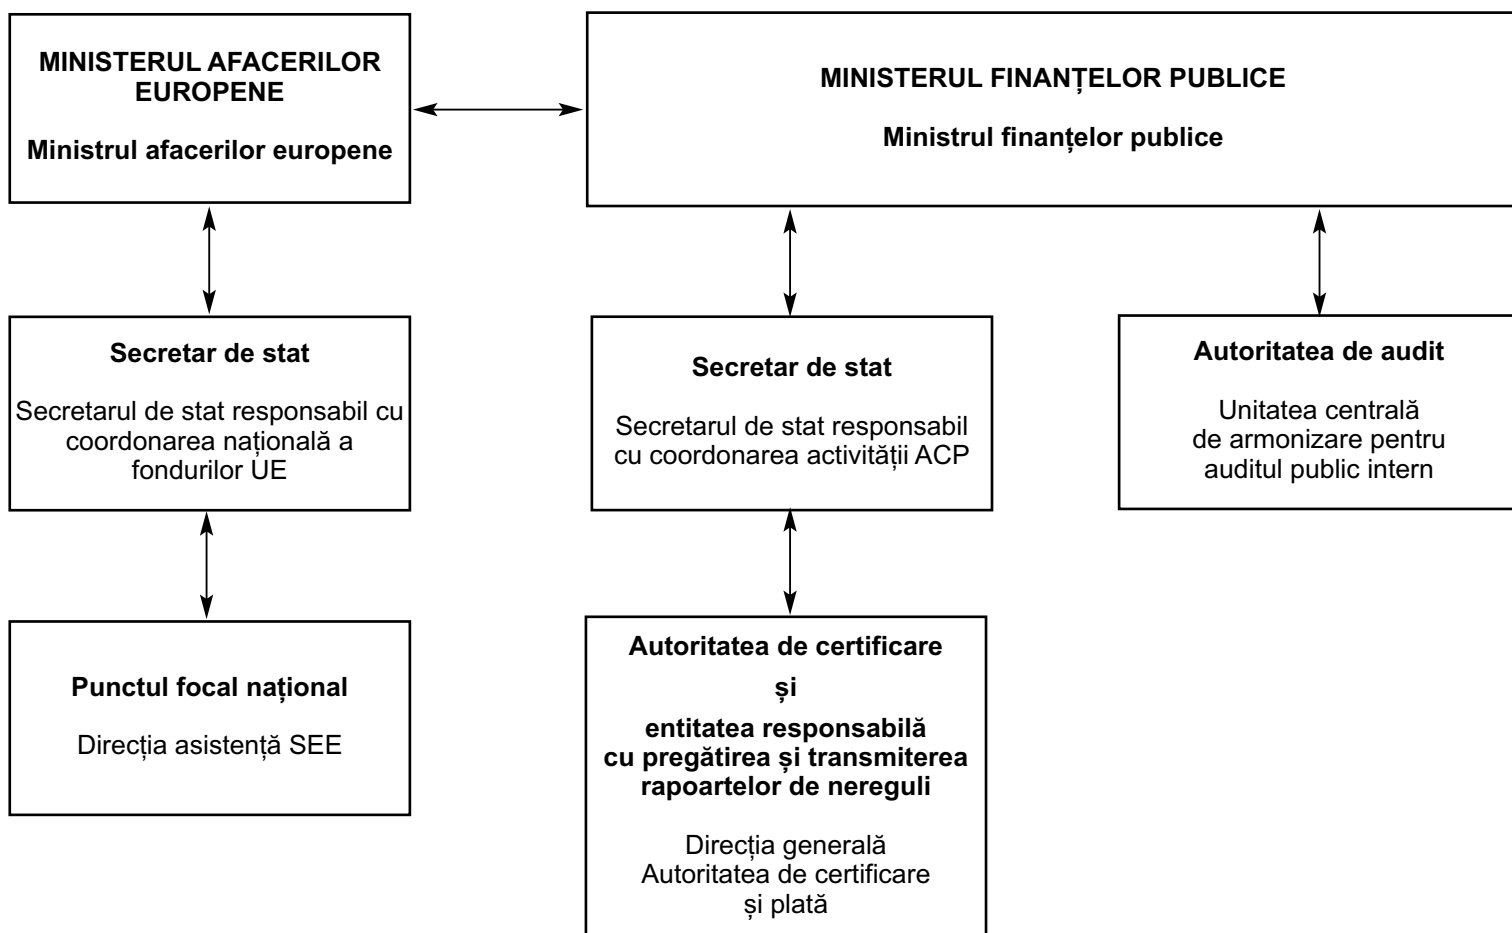 MINISTERUL AFACERILOR
EUROPENE
Ministrul afacerilor europene
MINISTERUL FINANȚELOR PUBLICE
Ministrul finanțelor publice
Secretar de stat
Secretarul de stat responsabil cu
coordonarea națională a
fondurilor UE
Secretar de stat
Secretarul de stat responsabil
cu coordonarea activității ACP
Autoritatea de audit
Unitatea centrală
de armonizare pentru
auditul public intern
Punctul focal național
Direcția asistență SEE
Autoritatea de certificare
și
entitatea responsabilă
cu pregătirea și transmiterea
rapoartelor de nereguli
Direcția generală
Autoritatea de certificare
și plată